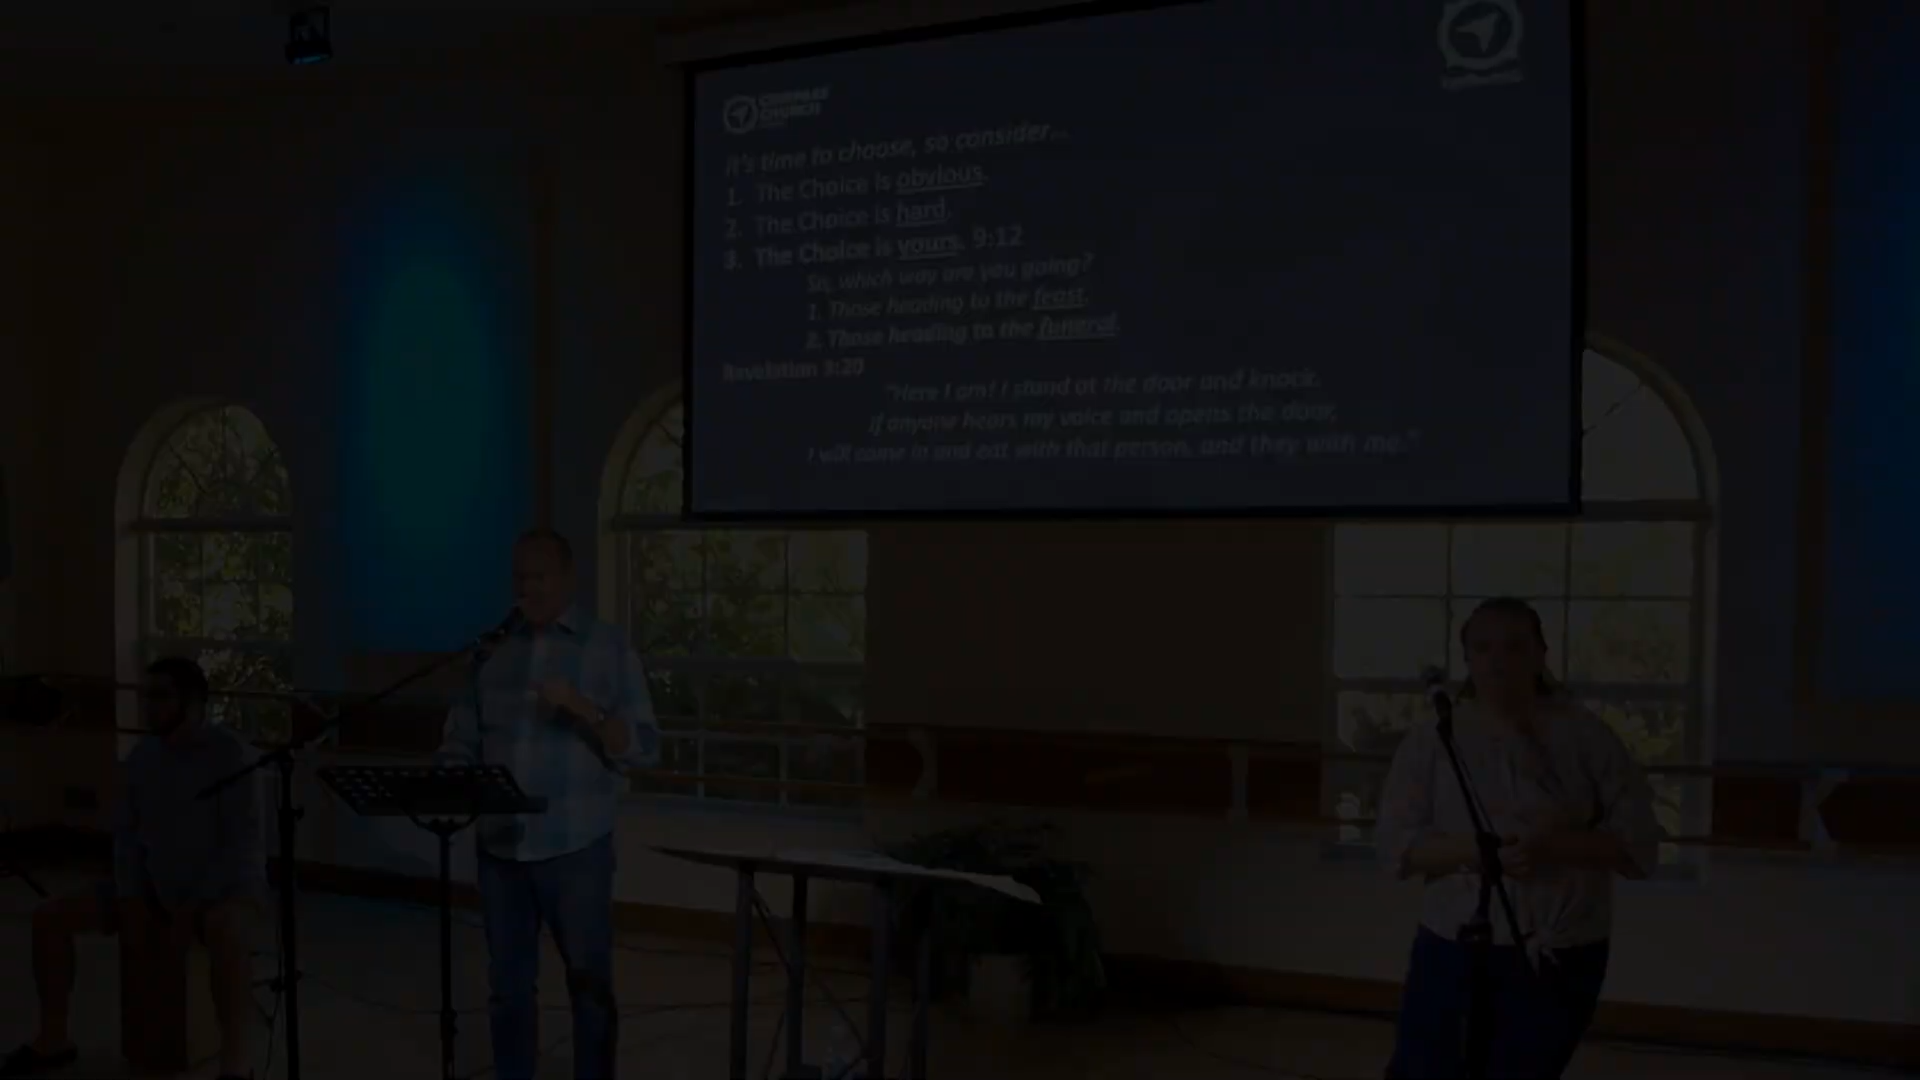 COMPASS
CHURCH
It's time to choose, so consider...
1. The Choice is obvious.
2. The Choice is hard.
3. The Choice is yours. 9:12
So, which way are you going?
1. Those heading to the feast.
2. Those heading to the funeral.
Revelation 3:20
"Here I am! I stand at the door and knock.
If anyone hears my voice and opens the door,
I will come in and eat with that person, and they with me."